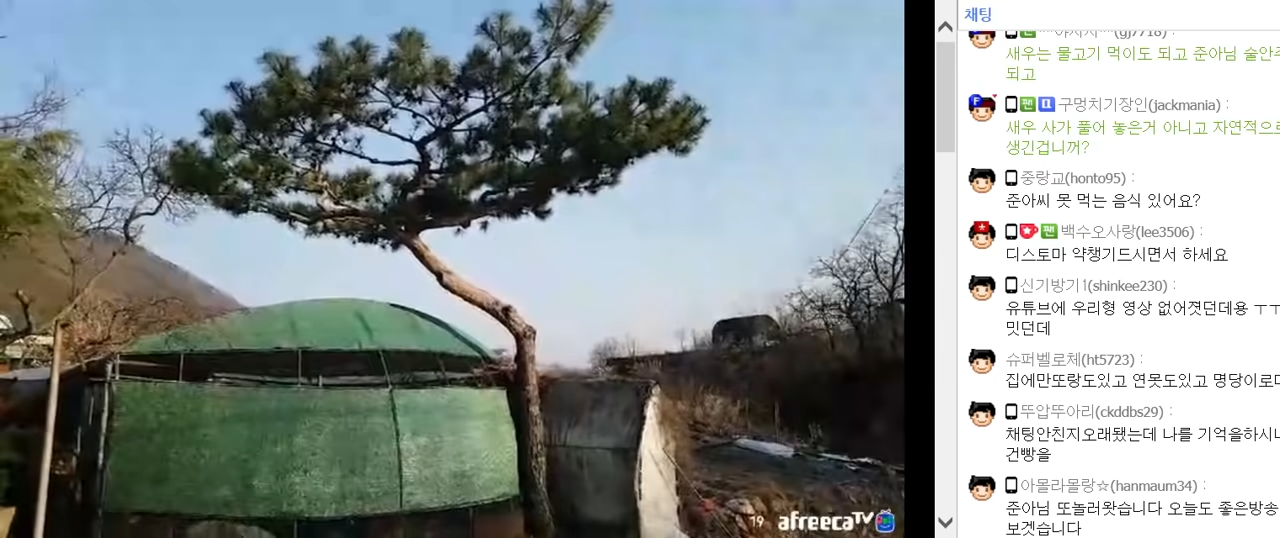 채팅
(gj7718) :
새우는 물고기 먹이도 되고 준아님 술안주
되고
팬 구멍치기장인(jackmania) :
새우 사가 풀어 놓은거 아니고 자연적으로
생긴겁니꺼?
중랑교(honto95) :
준아씨 못 먹는 음식 있어요?
팬 백수오사랑(lee3506) :
디스토마 약챙기드시면서 하세요
신기방기1(shinkee230) :
유튜브에 우리형 영상 없어졋던데용 ㅜㅜ
밋던데
슈퍼벨로체(ht5723) :
집에만또랑도있고 연못도있고 명당이로다
뚜압뚜아리(ckddbs29) :
채팅안친지오래됐는데 나를 기억을하시나
건빵을
아몰라몰랑☆(hanmaum34) :
준아님 또놀러왓습니다 오늘도 좋은방송
보겟습니다
19 afreecaTV